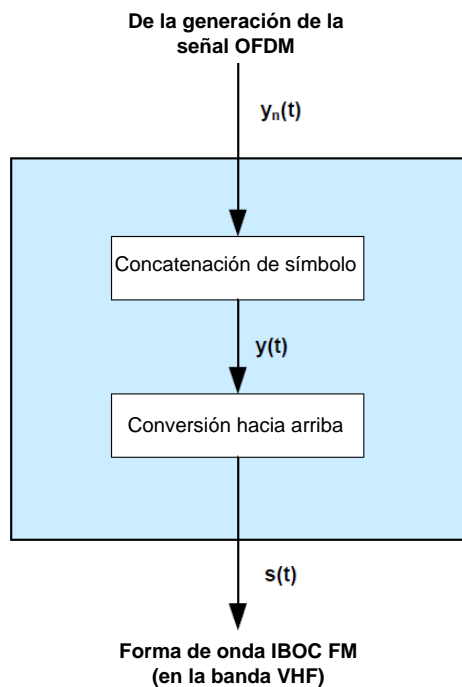 De la generación de la
señal OFDM
yn(t)
Concatenación de símbolo
y(t)
Conversión hacia arriba
s(t)
Forma de onda IBOC FM
(en la banda VHF)